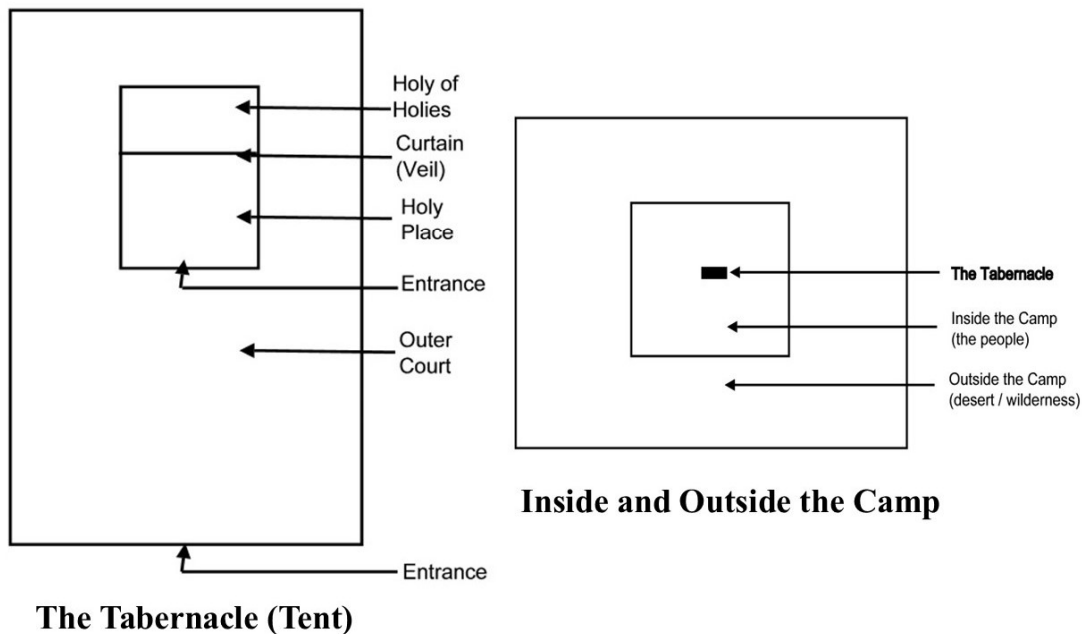 Holy of
Holies
Curtain
(Veil)
Holy
Place
Entrance
Outer
Court
Entrance
The Tabernacle (Tent)
The Tabernacle
Inside the Camp
(the people)
Outside the Camp
(desert / wilderness)
Inside and Outside the Camp